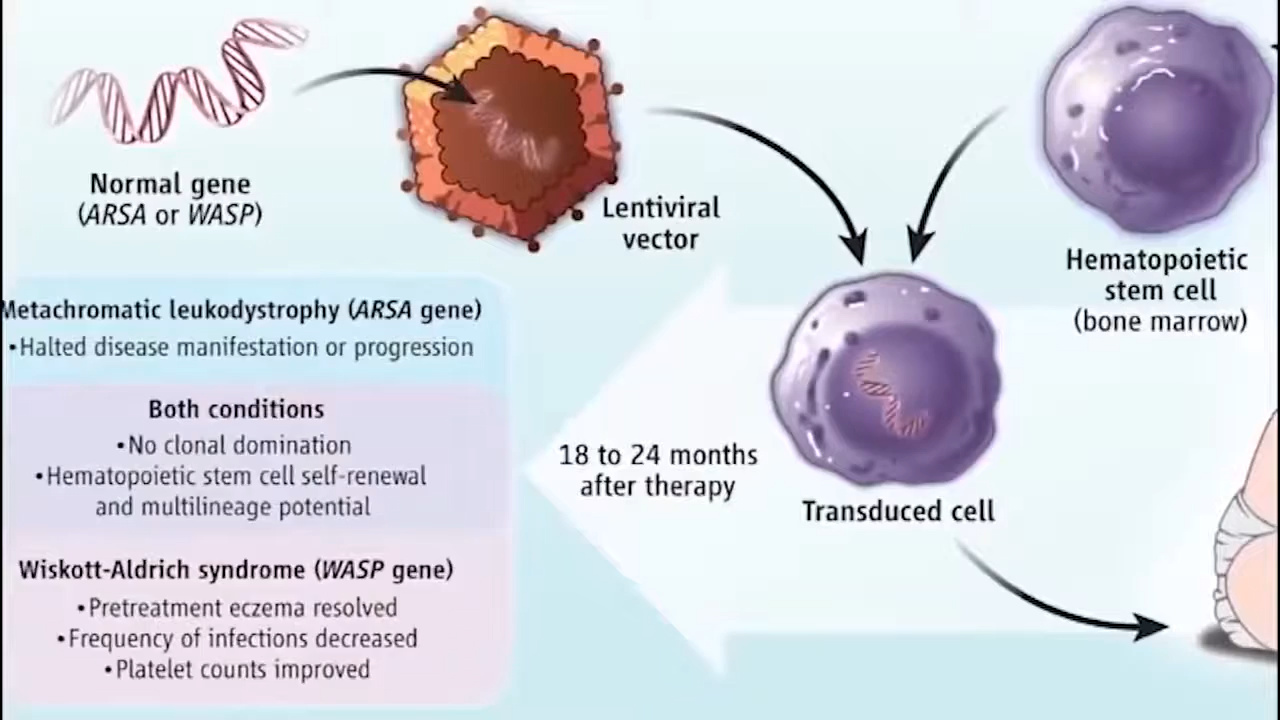 Normal gene
(ARSA or WASP)
Lentiviral
vector
Hematopoietic
stem cell
(bone marrow)
Metachromatic leukodystrophy (ARSA gene)
•Halted disease manifestation or progression
Both conditions
•No clonal domination
•Hematopoietic stem cell self-renewal
and multilineage potential
18 to 24 months
after therapy
Transduced cell
Wiskott-Aldrich syndrome (WASP gene)
•Pretreatment eczema resolved
•Frequency of infections decreased
•Platelet counts improved